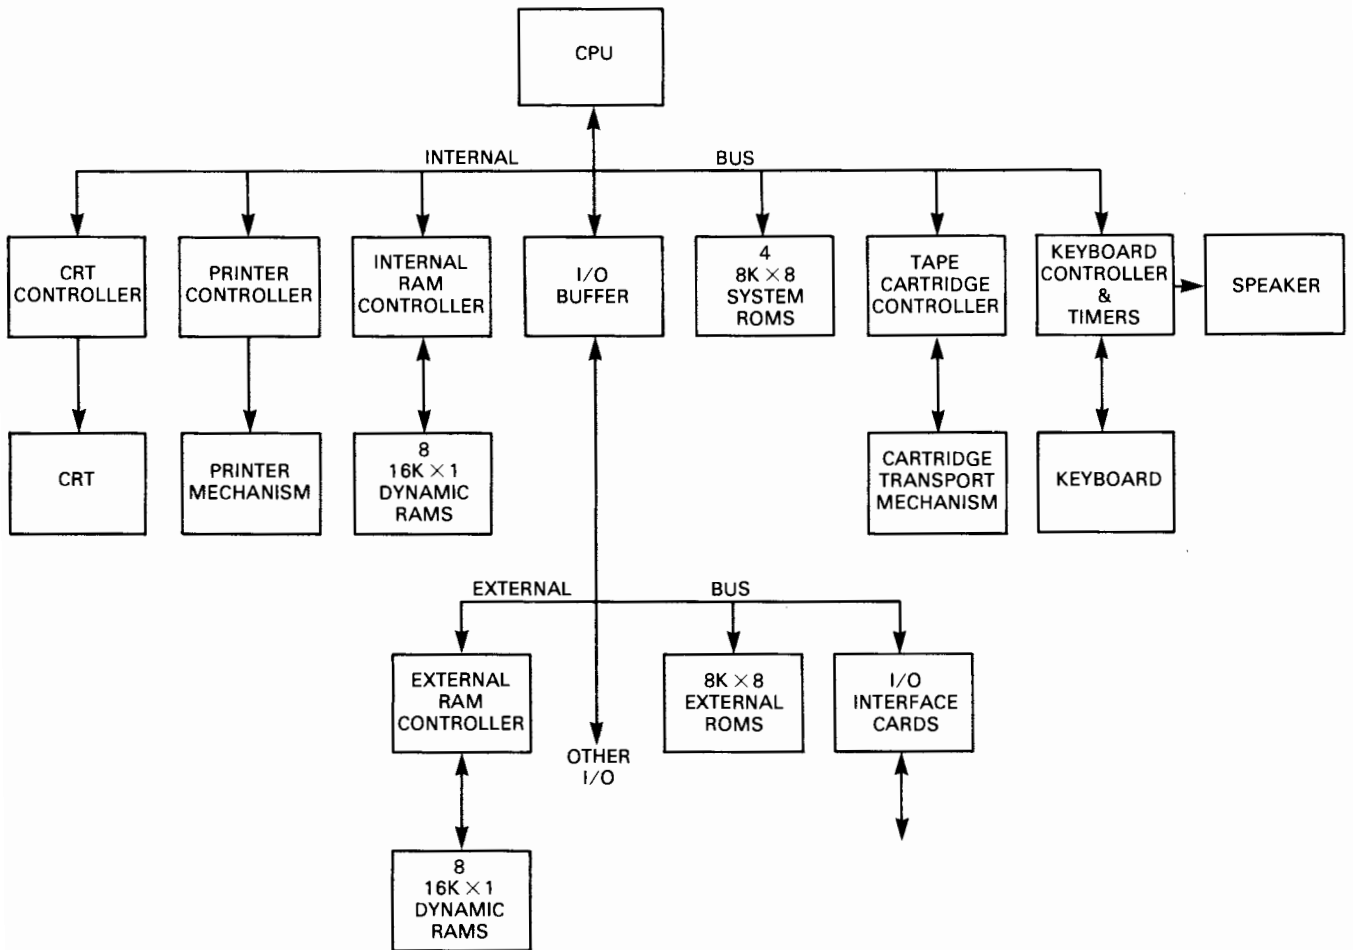 CPU
INTERNAL BUS
CRT
CONTROLLER
PRINTER
CONTROLLER
INTERNAL
RAM
CONTROLLER
I/O
BUFFER
4
8K × 8
SYSTEM
ROMS
TAPE
CARTRIDGE
CONTROLLER
KEYBOARD
CONTROLLER
&
TIMERS
SPEAKER
CRT
PRINTER
MECHANISM
8
16K × 1
DYNAMIC
RAMS
CARTRIDGE
TRANSPORT
MECHANISM
KEYBOARD
EXTERNAL BUS
EXTERNAL
RAM
CONTROLLER
OTHER
I/O
8K × 8
EXTERNAL
ROMS
I/O
INTERFACE
CARDS
8
16K × 1
DYNAMIC
RAMS